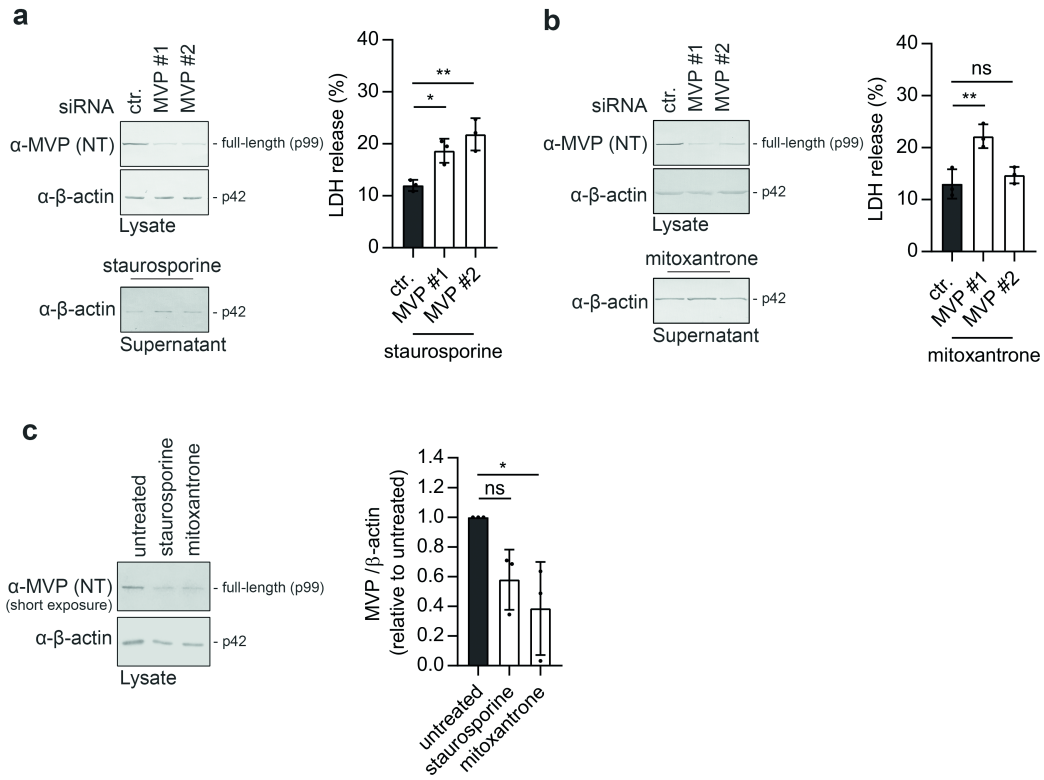 a
siRNA
ctr.
MVP #1
MVP #2
α-MVP (NT)
- full-length (p99)
α-β-actin
- p42
Lysate
staurosporine
α-β-actin
- p42
Supernatant
LDH release (%)
40
30
20
10
0
**
*
ctr.
MVP #1
MVP #2
staurosporine
b
siRNA
ctr.
MVP #1
MVP #2
α-MVP (NT)
- full-length (p99)
α-β-actin
- p42
Lysate
mitoxantrone
α-β-actin
- p42
Supernatant
LDH release (%)
40
30
20
10
0
ns
**
ctr.
MVP #1
MVP #2
mitoxantrone
c
untreated
staurosporine
mitoxantrone
α-MVP (NT)
(short exposure)
- full-length (p99)
α-β-actin
- p42
Lysate
MVP /β-actin
(relative to untreated)
1.4
1.2
1.0
0.8
0.6
0.4
0.2
0.0
*
ns
untreated
staurosporine
mitoxantrone